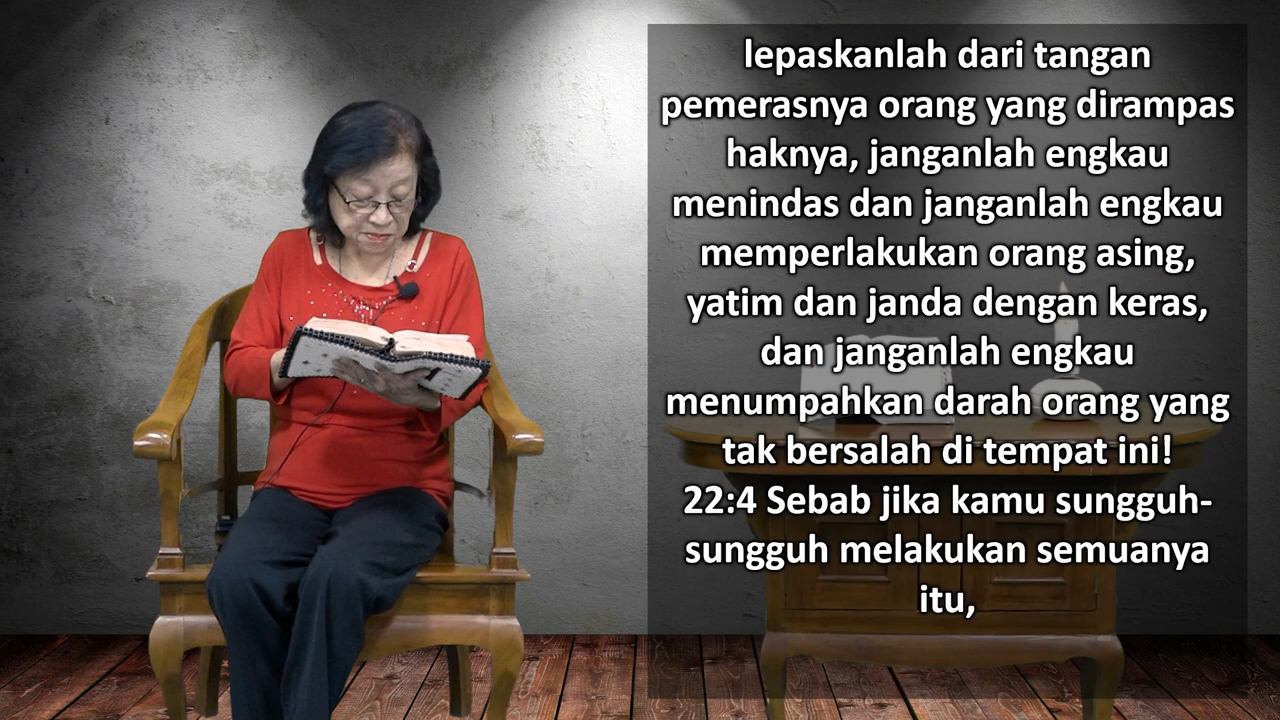 lepaskanlah dari tangan
pemerasnya orang yang dirampas
haknya, janganlah engkau
menindas dan janganlah engkau
memperlakukan orang asing,
yatim dan janda dengan keras,
dan janganlah engkau
menumpahkan darah orang yang
tak bersalah di tempat ini!
22:4 Sebab jika kamu sungguh-
sungguh melakukan semuanya
itu,